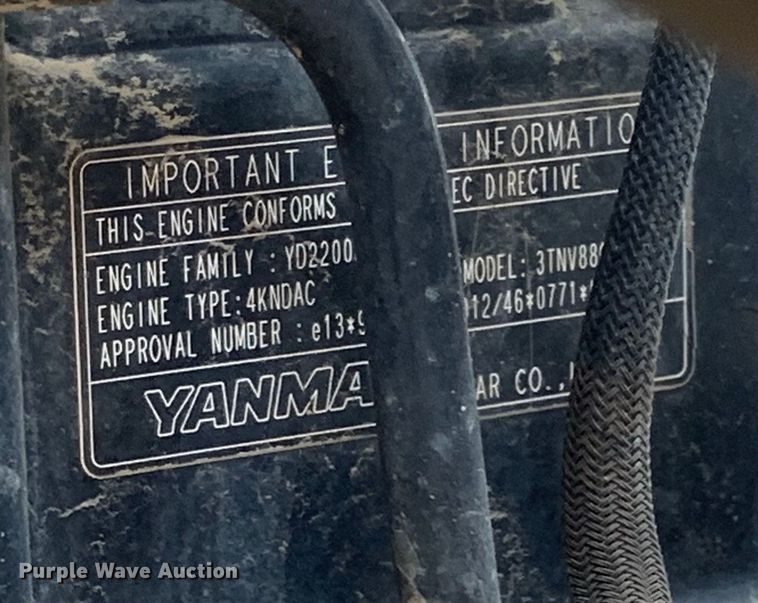 IMPORTANT E INFORMATIO
THIS ENGINE CONFORMS EC DIRECTIVE
ENGINE FAMILY : YD2200 MODEL: 3TNV88
ENGINE TYPE:4KNDAC
APPROVAL NUMBER : e13*9 12/46*0771*
YANMA AR CO.,
Purple Wave Auction